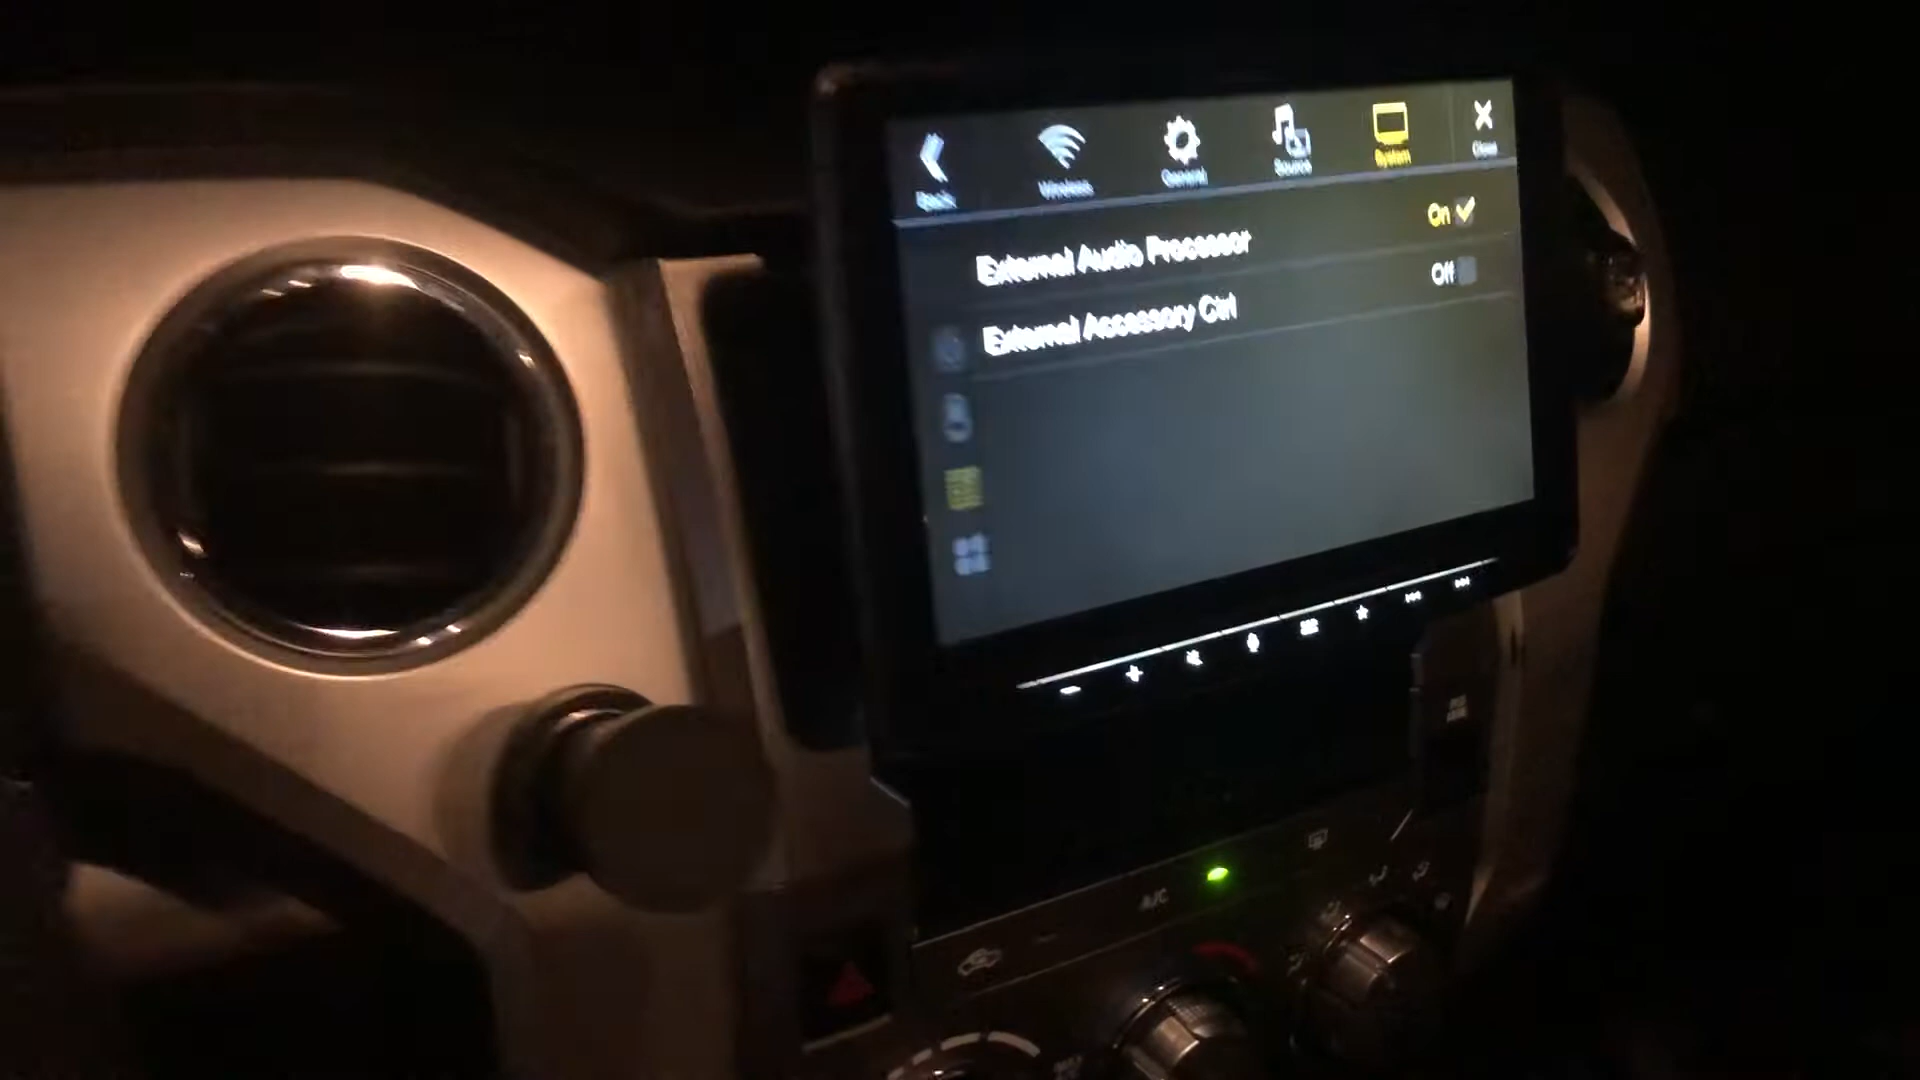 Back
Wireless
General
Source
System
Close
External Audio Processor
On
External Accessory Ctrl
Off
A/C